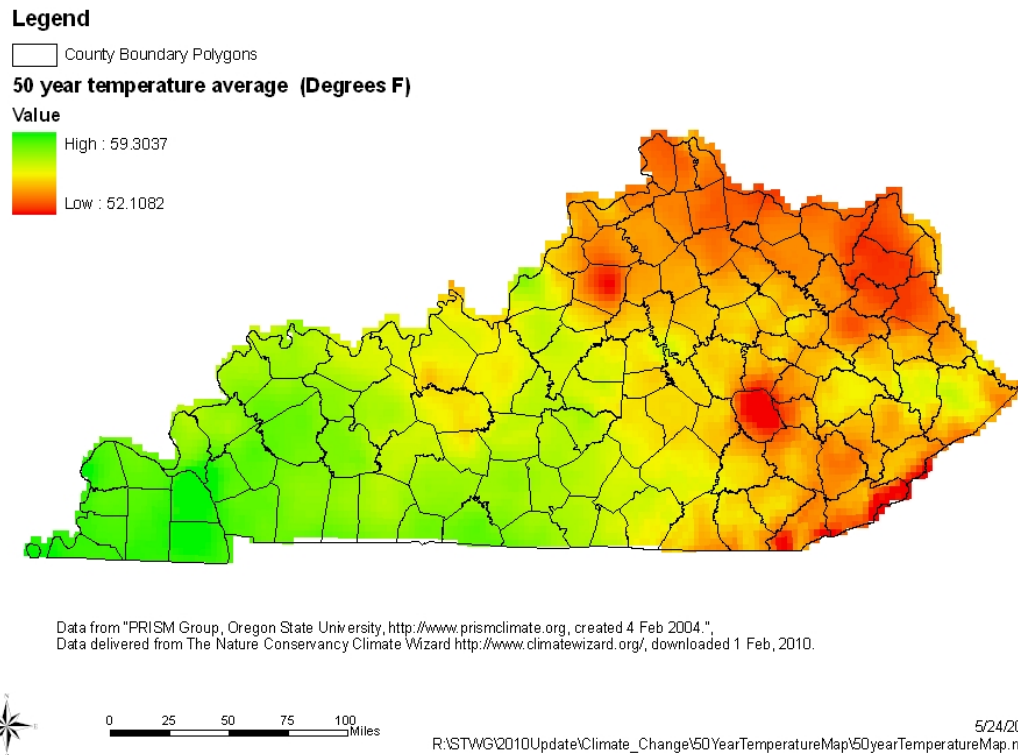 Legend
County Boundary Polygons
50 year temperature average (Degrees F)
Value
High : 59.3037
Low : 52.1082
Data from "PRISM Group, Oregon State University, http://www.prismclimate.org, created 4 Feb 2004.",
Data delivered from The Nature Conservancy Climate Wizard http://www.climatewizard.org/, downloaded 1 Feb, 2010.
N
0 25 50 75 100
Miles
5/24/20
R:\STWG\2010Update\Climate_Change\50YearTemperatureMap\50yearTemperatureMap.m